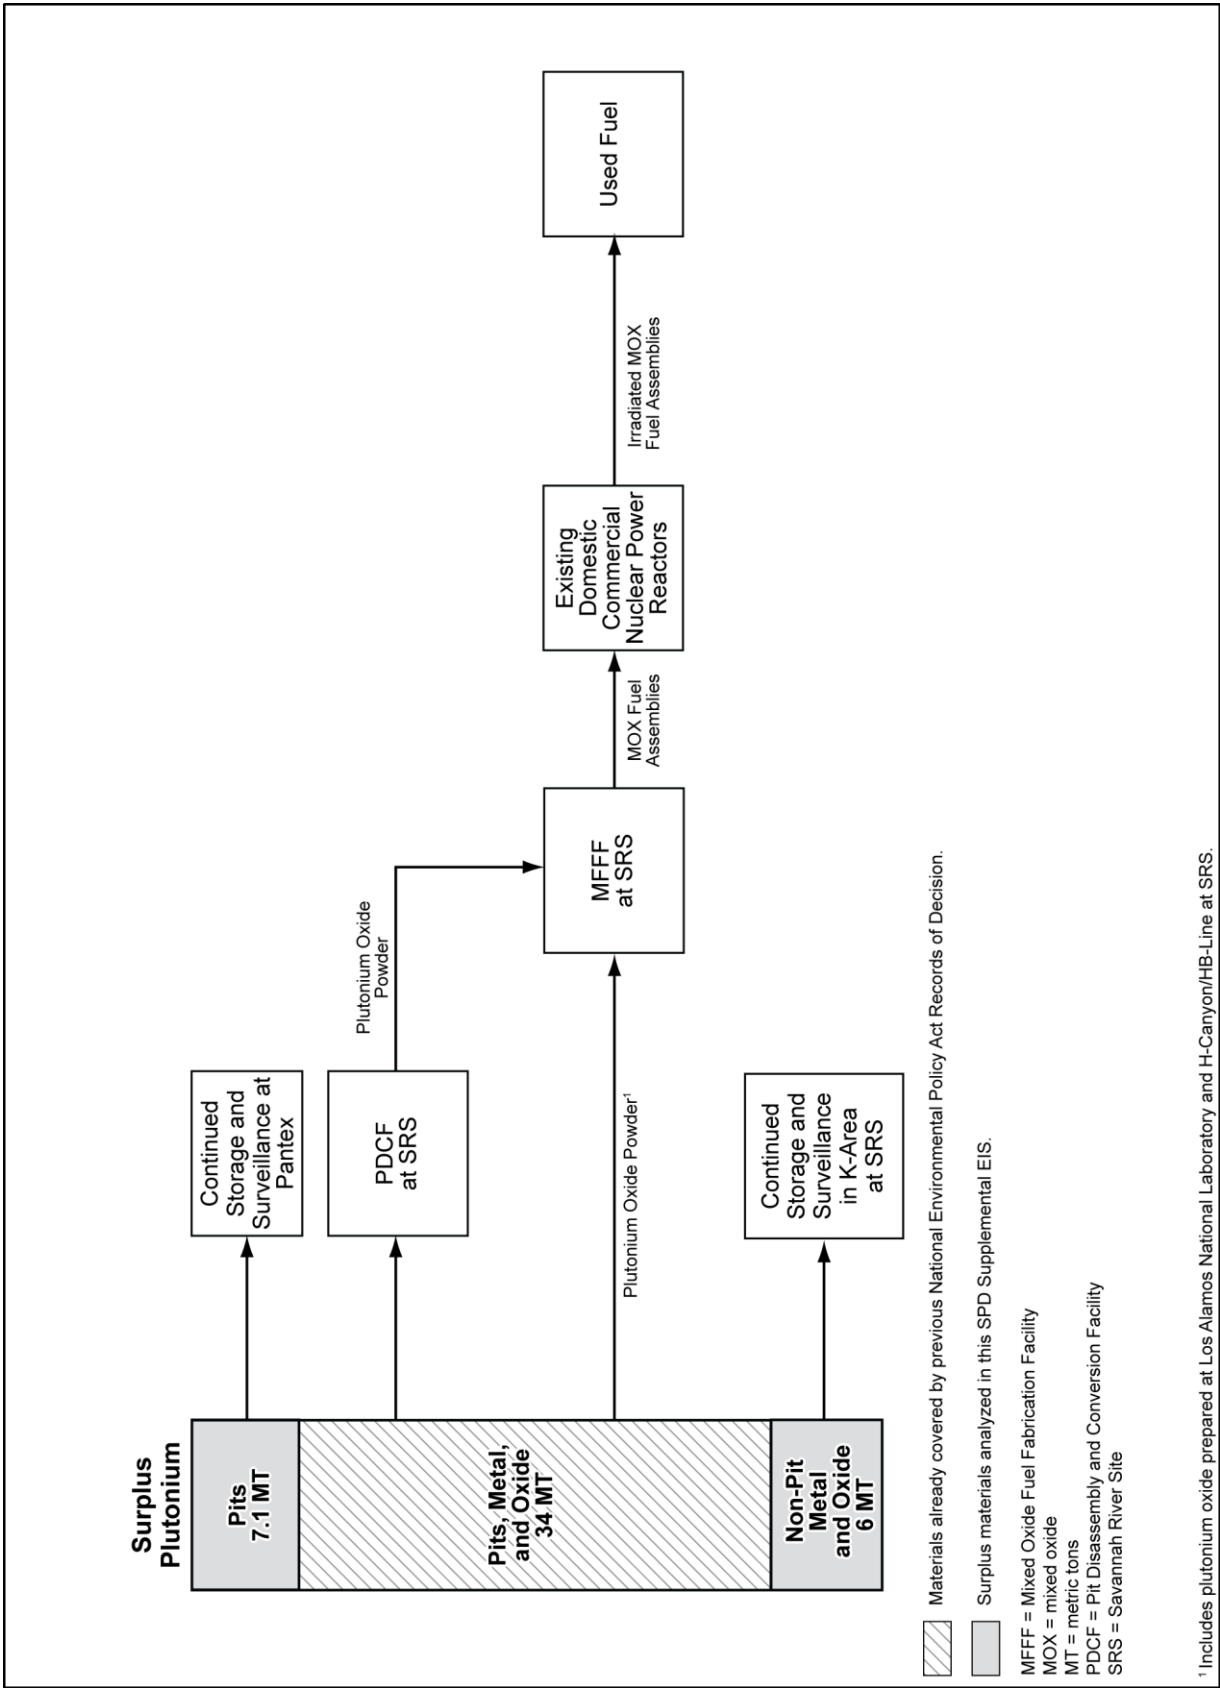 Surplus
Plutonium
Pits
7.1 MT
Pits, Metal,
and Oxide
34 MT
Non-Pit
Metal
and Oxide
6 MT
Continued
Storage and
Surveillance at
Pantex
PDCF
at SRS
Plutonium Oxide
Powder
Plutonium Oxide Powder¹
Continued
Storage and
Surveillance
in K-Area
at SRS
MFFF
at SRS
MOX Fuel
Assemblies
Existing
Domestic
Commercial
Nuclear Power
Reactors
Irradiated MOX
Fuel Assemblies
Used Fuel
Materials already covered by previous National Environmental Policy Act Records of Decision.
Surplus materials analyzed in this SPD Supplemental EIS.
MFFF = Mixed Oxide Fuel Fabrication Facility
MOX = mixed oxide
MT = metric tons
PDCF = Pit Disassembly and Conversion Facility
SRS = Savannah River Site
¹ Includes plutonium oxide prepared at Los Alamos National Laboratory and H-Canyon/HB-Line at SRS.